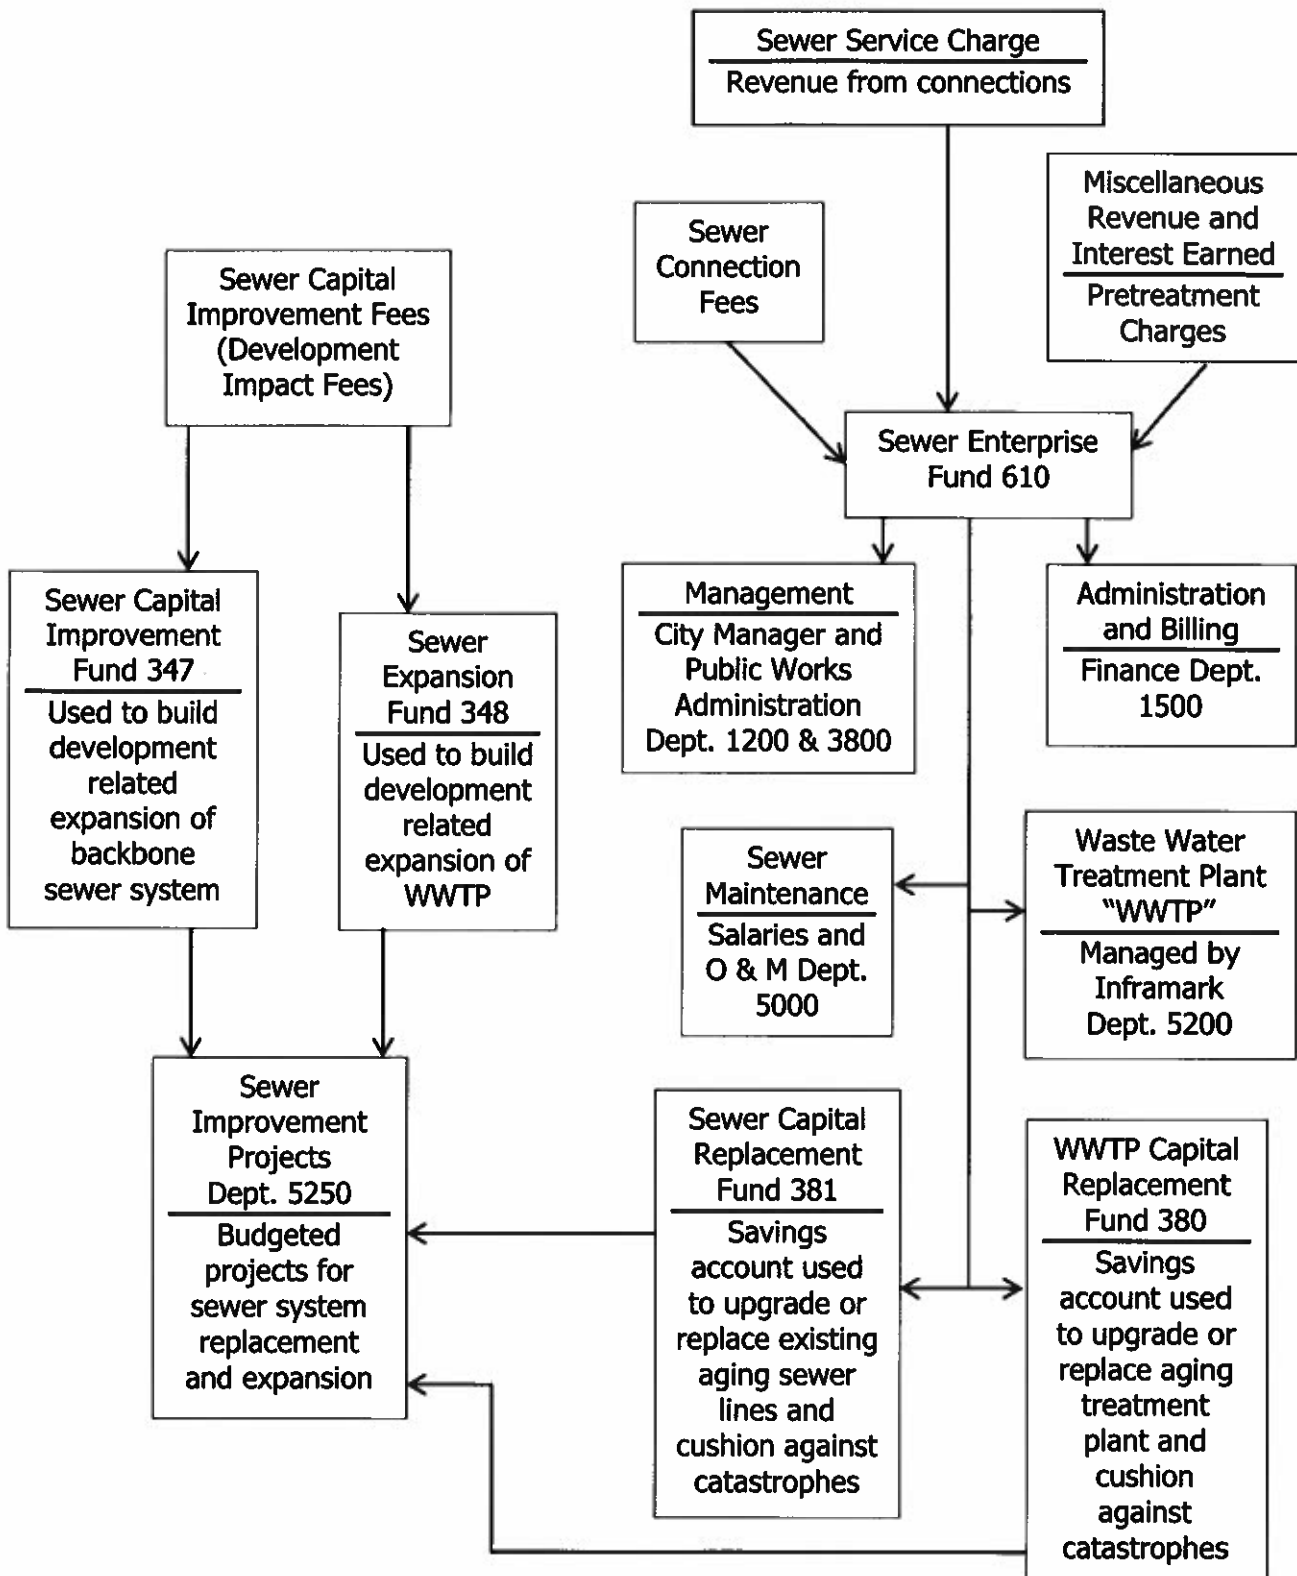 Sewer Service Charge
Revenue from connections
Miscellaneous
Revenue and
Interest Earned
Pretreatment
Charges
Sewer
Connection
Fees
Sewer Capital
Improvement Fees
(Development
Impact Fees)
Sewer Enterprise
Fund 610
Sewer Capital
Improvement
Fund 347
Used to build
development
related
expansion of
backbone
sewer system
Sewer
Expansion
Fund 348
Used to build
development
related
expansion of
WWTP
Management
City Manager and
Public Works
Administration
Dept. 1200 & 3800
Administration
and Billing
Finance Dept.
1500
Sewer
Maintenance
Salaries and
O & M Dept.
5000
Waste Water
Treatment Plant
"WWTP"
Managed by
Inframark
Dept. 5200
Sewer
Improvement
Projects
Dept. 5250
Budgeted
projects for
sewer system
replacement
and expansion
Sewer Capital
Replacement
Fund 381
Savings
account used
to upgrade or
replace existing
aging sewer
lines and
cushion against
catastrophes
WWTP Capital
Replacement
Fund 380
Savings
account used
to upgrade or
replace aging
treatment
plant and
cushion
against
catastrophes